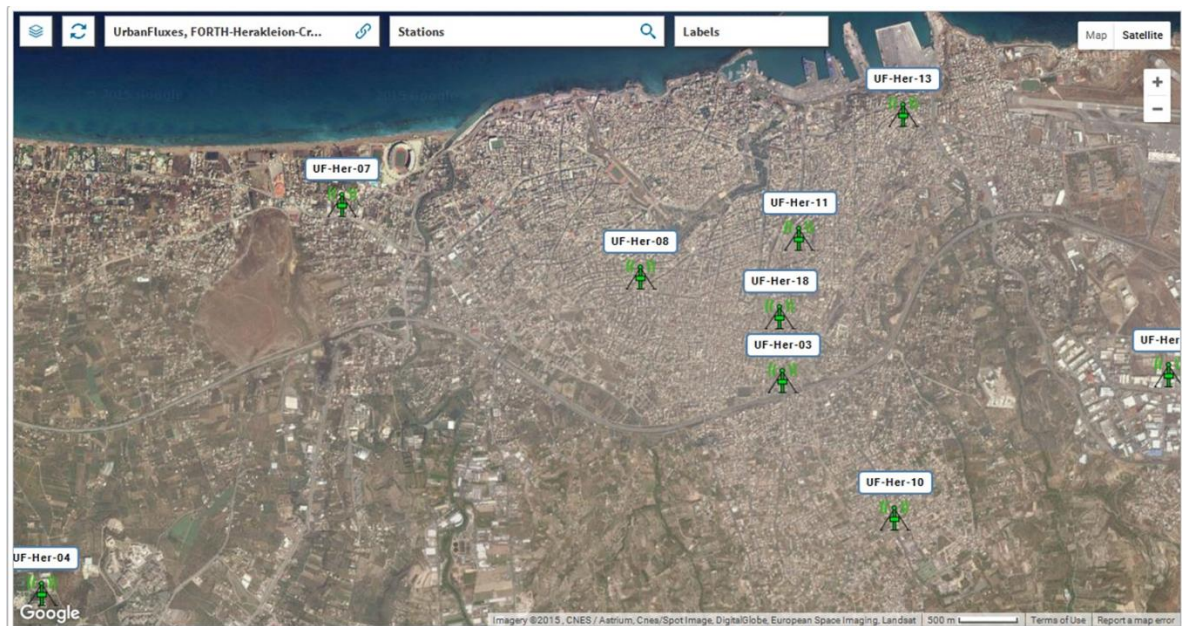 UrbanFluxes, FORTH-Herakleion-Cr...
Stations
Labels
Map Satellite
+
−
UF-Her-13
UF-Her-07
UF-Her-11
UF-Her-08
UF-Her-18
UF-Her-03
UF-Her
UF-Her-10
UF-Her-04
Google
Imagery ©2015 , CNES / Astrium, Cnes/Spot Image, DigitalGlobe, European Space Imaging, Landsat 500 m Terms of Use Report a map error